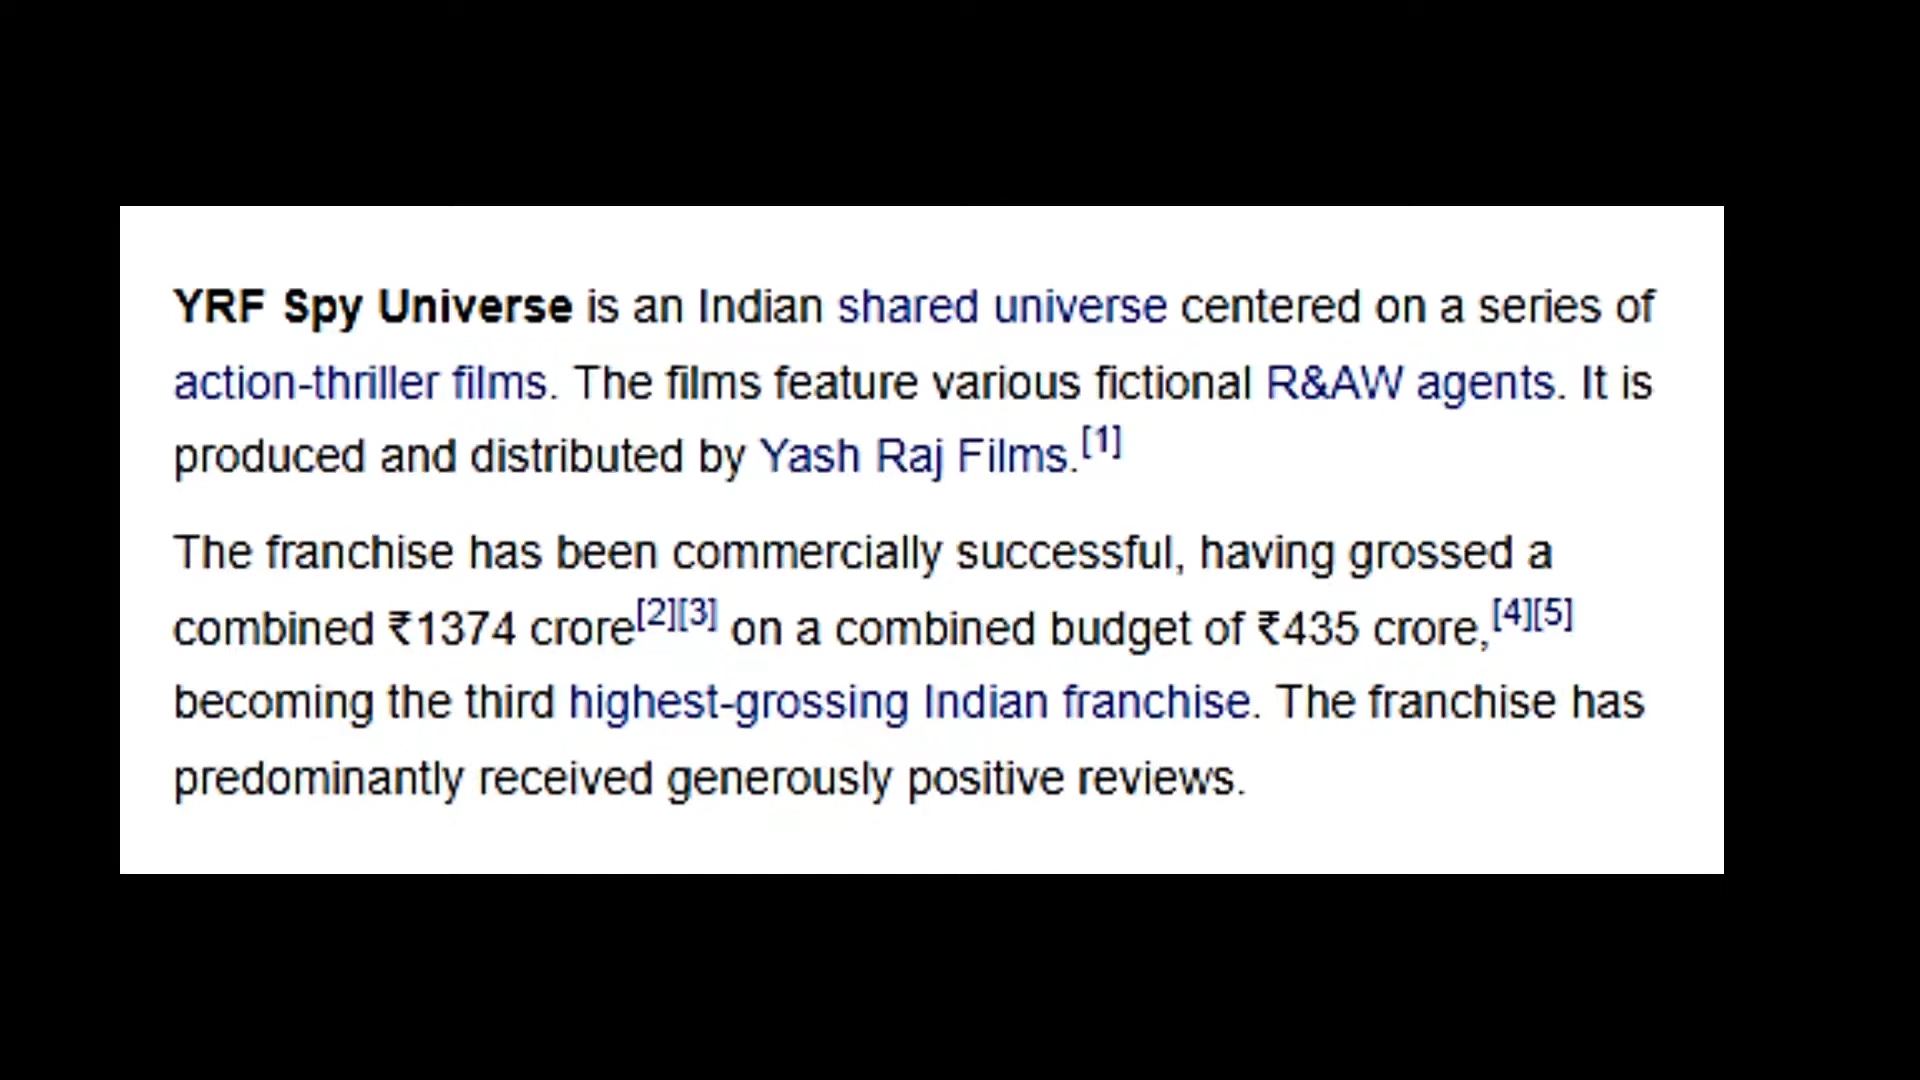 YRF Spy Universe is an Indian shared universe centered on a series of
action-thriller films. The films feature various fictional R&AW agents. It is
produced and distributed by Yash Raj Films.[1]
The franchise has been commercially successful, having grossed a
combined ₹1374 crore[2][3] on a combined budget of ₹435 crore,[4][5]
becoming the third highest-grossing Indian franchise. The franchise has
predominantly received generously positive reviews.